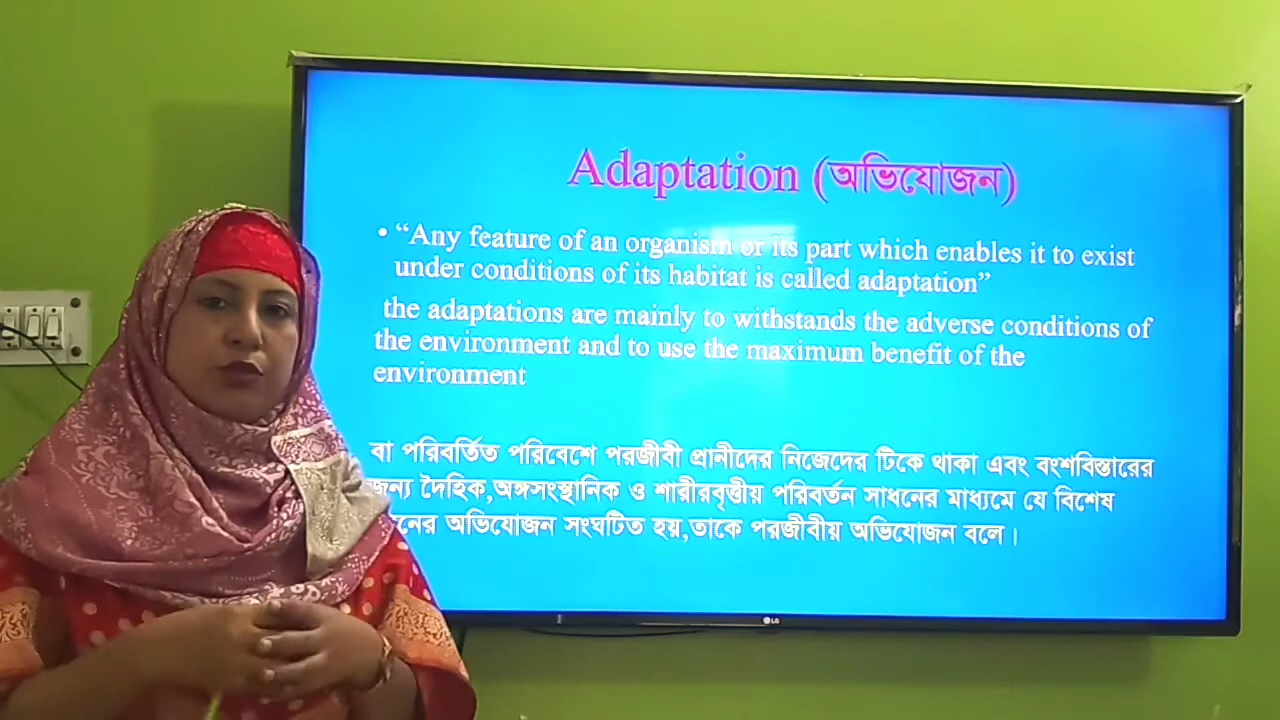 Adaptation (অভিযোজন)
• “Any feature of an organism or its part which enables it to exist
under conditions of its habitat is called adaptation”
the adaptations are mainly to withstands the adverse conditions of
the environment and to use the maximum benefit of the
environment
বা পরিবর্তিত পরিবেশে পরজীবী প্রানীদের নিজেদের টিকে থাকা এবং বংশবিস্তারের
জন্য দৈহিক,অঙ্গসংস্থানিক ও শারীরবৃত্তীয় পরিবর্তন সাধনের মাধ্যমে যে বিশেষ
অভিযোজন সংঘটিত হয়,তাকে পরজীবীয় অভিযোজন বলে।
LG